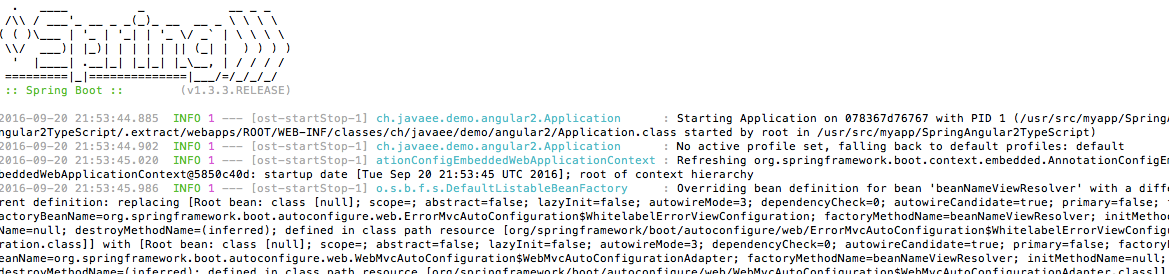 .   ____          _            __ _ _
 /\\ / ___'_ __ _ _(_)_ __  __ _ \ \ \ \
( ( )\___ | '_ | '_| | '_ \/ _` | \ \ \ \
 \\/  ___)| |_)| | | | | || (_| |  ) ) ) )
  '  |____| .__|_| |_|_| |_\__, | / / / /
 =========|_|==============|___/=/_/_/_/
 :: Spring Boot ::        (v1.3.3.RELEASE)
2016-09-20 21:53:44.885  INFO 1 --- [ost-startStop-1] ch.javaee.demo.angular2.Application      : Starting Application on 078367d76767 with PID 1 (/usr/src/myapp/SpringA
ngular2TypeScript/.extract/webapps/ROOT/WEB-INF/classes/ch/javaee/demo/angular2/Application.class started by root in /usr/src/myapp/SpringAngular2TypeScript)
2016-09-20 21:53:44.902  INFO 1 --- [ost-startStop-1] ch.javaee.demo.angular2.Application      : No active profile set, falling back to default profiles: default
2016-09-20 21:53:45.020  INFO 1 --- [ost-startStop-1] ationConfigEmbeddedWebApplicationContext : Refreshing org.springframework.boot.context.embedded.AnnotationConfigEm
beddedWebApplicationContext@5850c40d: startup date [Tue Sep 20 21:53:45 UTC 2016]; root of context hierarchy
2016-09-20 21:53:45.986  INFO 1 --- [ost-startStop-1] o.s.b.f.s.DefaultListableBeanFactory     : Overriding bean definition for bean 'beanNameViewResolver' with a diffe
rent definition: replacing [Root bean: class [null]; scope=; abstract=false; lazyInit=false; autowireMode=3; dependencyCheck=0; autowireCandidate=true; primary=false; f
actoryBeanName=org.springframework.boot.autoconfigure.web.ErrorMvcAutoConfiguration$WhitelabelErrorViewConfiguration; factoryMethodName=beanNameViewResolver; initMethod
Name=null; destroyMethodName=(inferred); defined in class path resource [org/springframework/boot/autoconfigure/web/ErrorMvcAutoConfiguration$WhitelabelErrorViewConfigu
ration.class]] with [Root bean: class [null]; scope=; abstract=false; lazyInit=false; autowireMode=3; dependencyCheck=0; autowireCandidate=true; primary=false; factoryB
eanName=org.springframework.boot.autoconfigure.web.WebMvcAutoConfiguration$WebMvcAutoConfigurationAdapter; factoryMethodName=beanNameViewResolver; initMethodName=null;
destroyMethodName=(inferred); defined in class path resource [org/springframework/boot/autoconfigure/web/WebMvcAutoConfiguration$WebMvcAutoConfigurationAdapter.class]